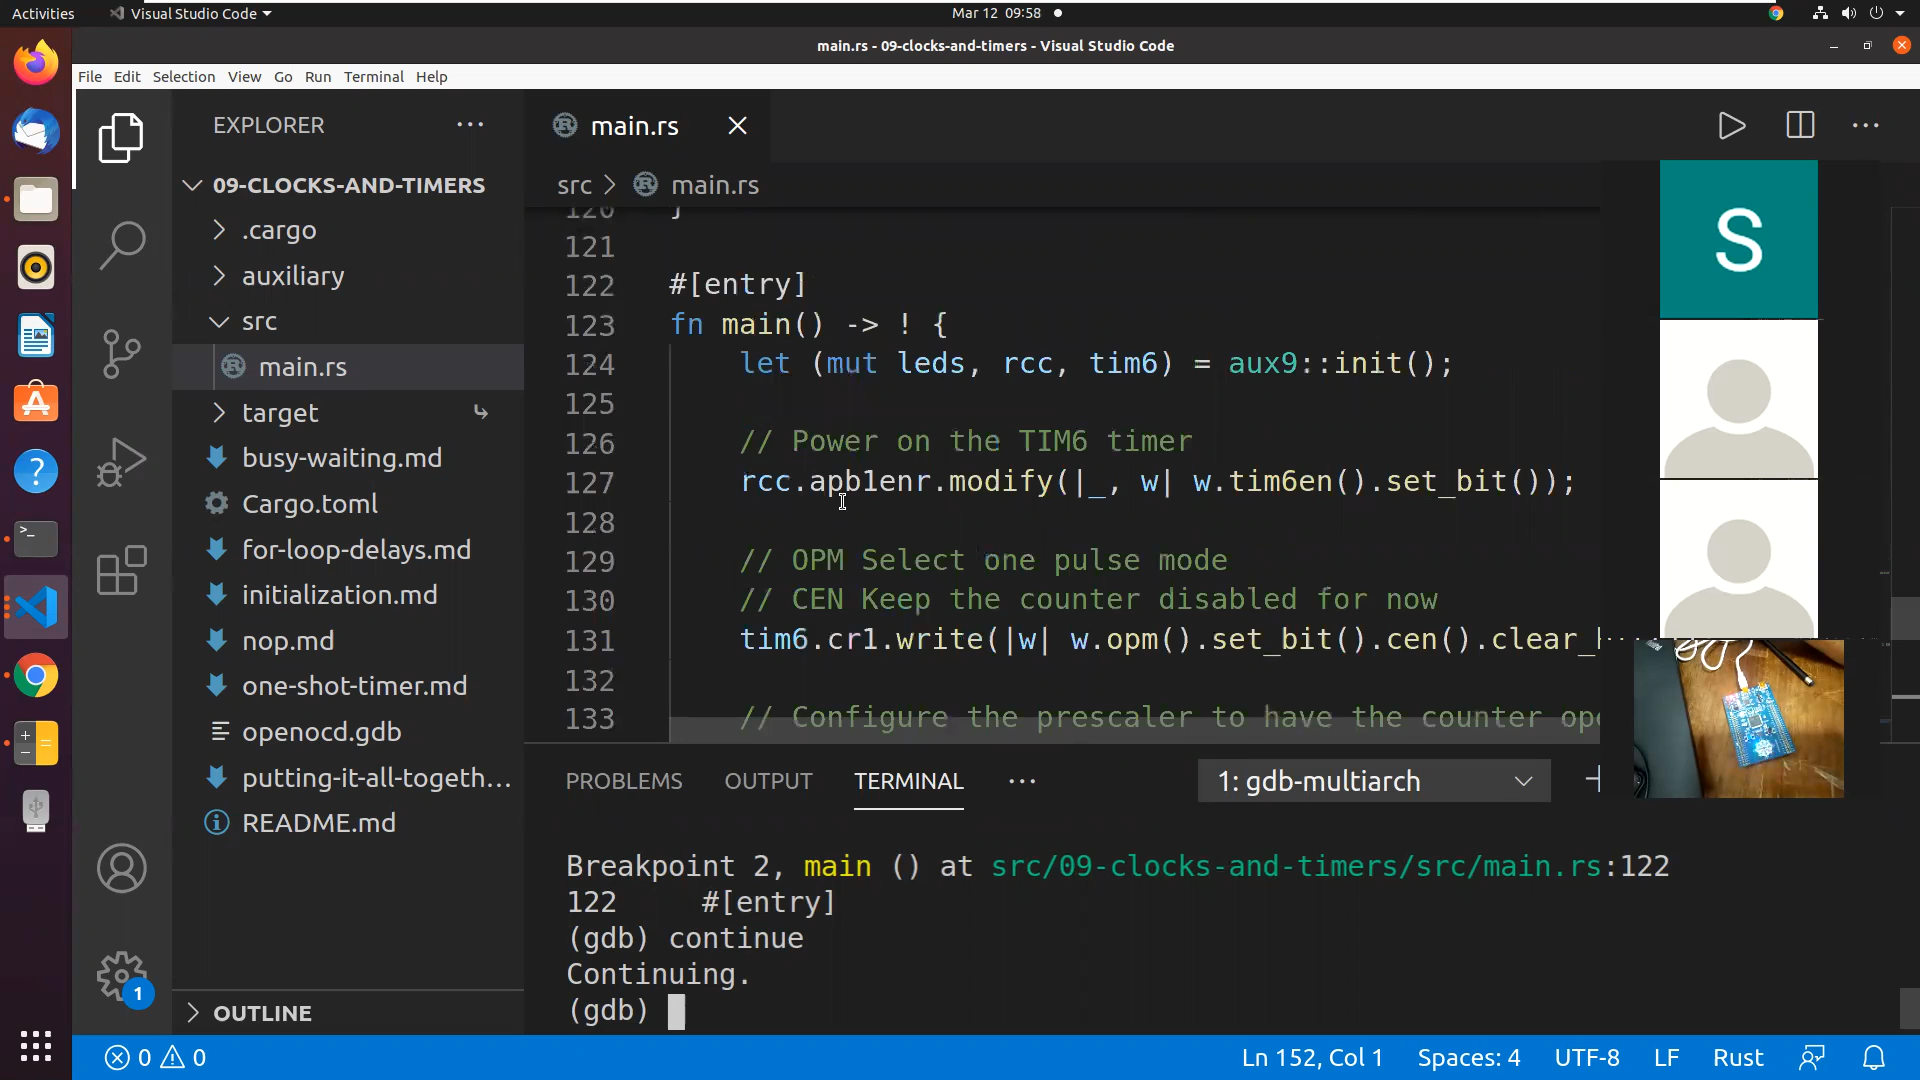 Activities
Visual Studio Code
Mar 12 09:58
main.rs - 09-clocks-and-timers - Visual Studio Code
File Edit Selection View Go Run Terminal Help
EXPLORER
main.rs
09-CLOCKS-AND-TIMERS
src > main.rs
.cargo
auxiliary
src
main.rs
target
busy-waiting.md
Cargo.toml
for-loop-delays.md
initialization.md
nop.md
one-shot-timer.md
openocd.gdb
putting-it-all-togeth...
README.md
OUTLINE
1
120 }
121
122 #[entry]
123 fn main() -> ! {
124 let (mut leds, rcc, tim6) = aux9::init();
125
126 // Power on the TIM6 timer
127 rcc.apb1enr.modify(|_, w| w.tim6en().set_bit());
128
129 // OPM Select one pulse mode
130 // CEN Keep the counter disabled for now
131 tim6.cr1.write(|w| w.opm().set_bit().cen().clear_
132
133 // Configure the prescaler to have the counter
S
PROBLEMS OUTPUT TERMINAL ... 1: gdb-multiarch
Breakpoint 2, main () at src/09-clocks-and-timers/src/main.rs:122
122 #[entry]
(gdb) continue
Continuing.
(gdb)
0 0
Ln 152, Col 1 Spaces: 4 UTF-8 LF Rust